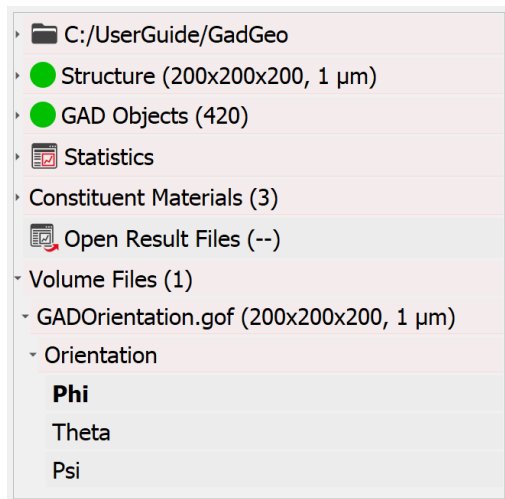 C:/UserGuide/GadGeo
Structure (200x200x200, 1 µm)
GAD Objects (420)
Statistics
Constituent Materials (3)
Open Result Files (--)
Volume Files (1)
GADOrientation.gof (200x200x200, 1 µm)
Orientation
Phi
Theta
Psi